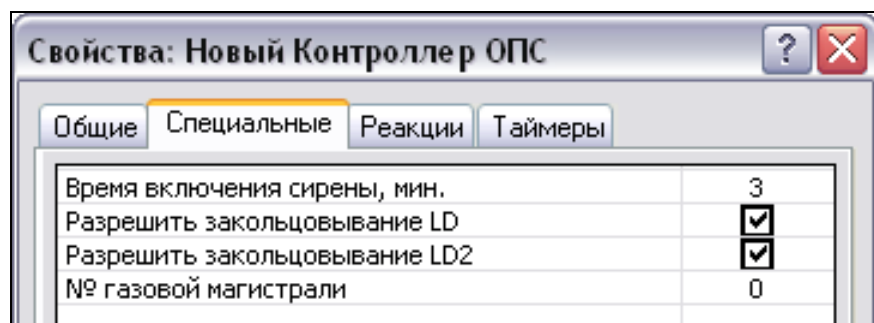 Свойства: Новый Контроллер ОПС ?
Общие Специальные Реакции Таймеры
Время включения сирены, мин. 3
Разрешить закольцовывание LD
Разрешить закольцовывание LD2
№ газовой магистрали 0